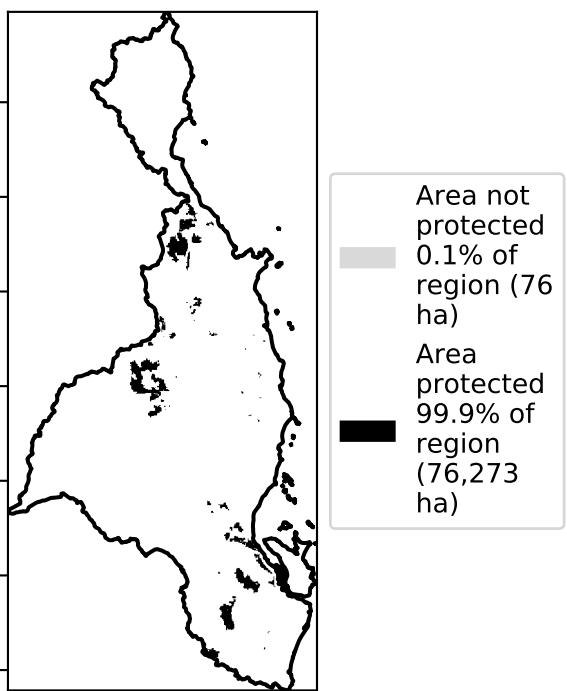 Area not
protected
0.1% of
region (76
ha)
Area
protected
99.9% of
region
(76,273
ha)